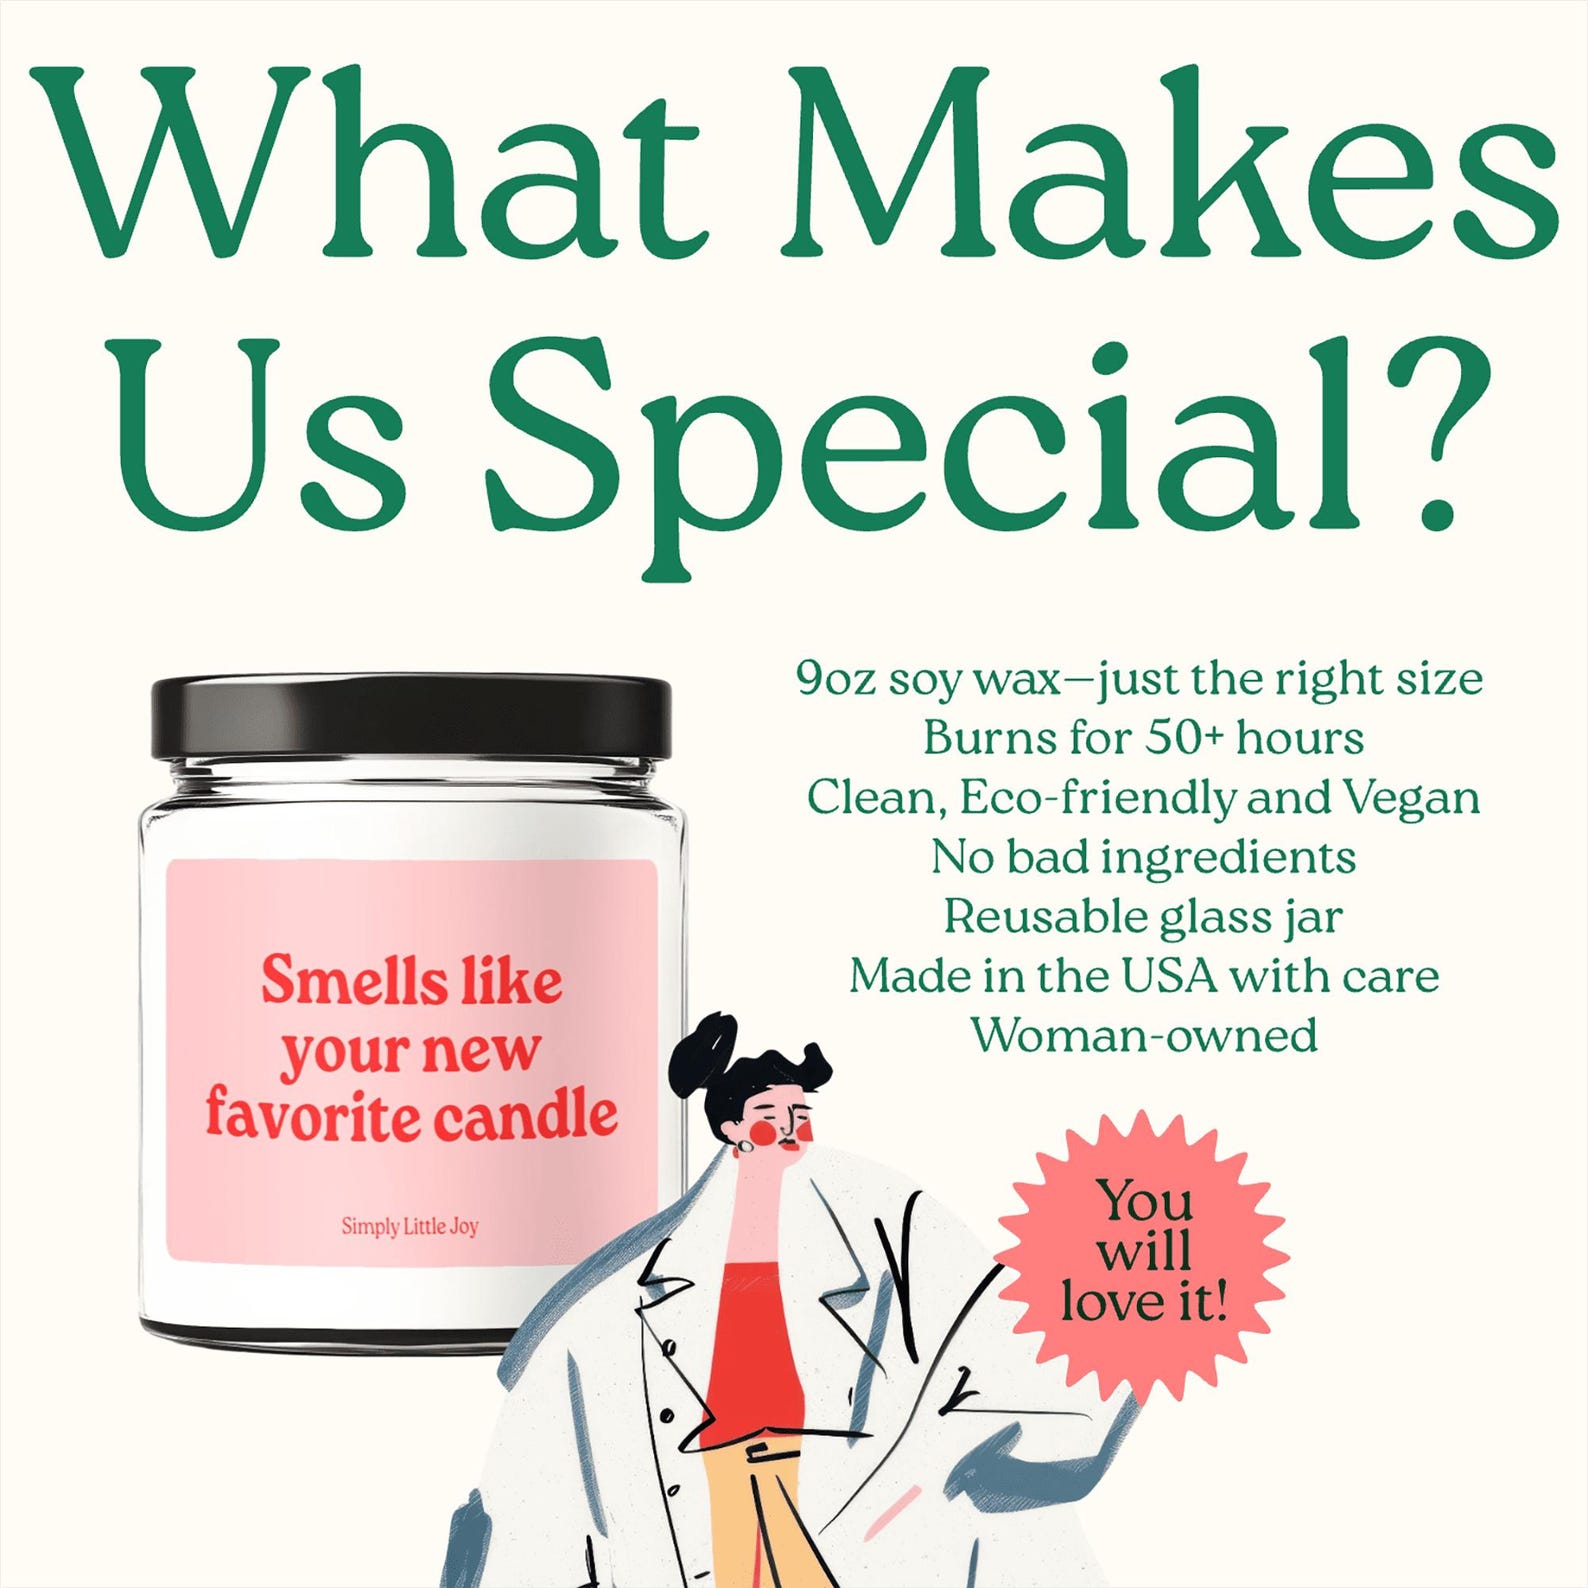 What Makes
Us Special?
9oz soy wax—just the right size
Burns for 50+ hours
Clean, Eco-friendly and Vegan
No bad ingredients
Reusable glass jar
Made in the USA with care
Woman-owned
Smells like
your new
favorite candle
Simply Little Joy
You
will
love it!